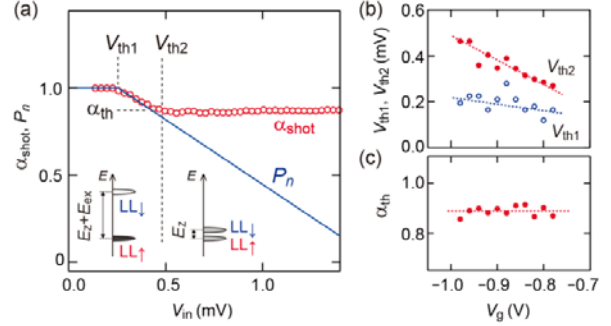 (a)
V_th1 V_th2
α_shot, P_n
1.0
0.5
0
α_th
α_shot
P_n
E
E_Z+E_ex
LL↓
LL↑
E
E_Z
LL↓
LL↑
0.0 0.5 1.0
V_in (mV)
(b)
V_th1, V_th2 (mV)
0.6
0.4
0.2
0.0
V_th2
V_th1
(c)
α_th
1.0
0.8
−1.0 −0.9 −0.8 −0.7
V_g (V)